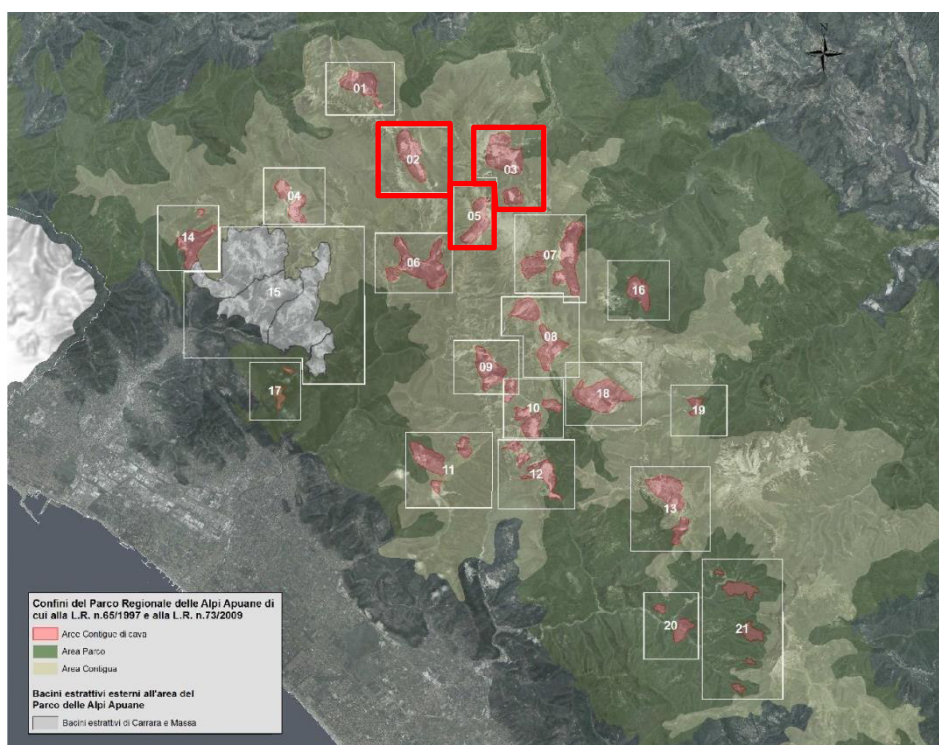 N
01
02
03
04
05
14
07
06
15
16
08
09
17
18
10
19
11
12
13
20
21
Confini del Parco Regionale delle Alpi Apuane di
cui alla L.R. n.65/1997 e alla L.R. n.73/2009
Aree Contigue di cava
Area Parco
Area Contigua
Bacini estrattivi esterni all'area del
Parco delle Alpi Apuane
Bacini estrattivi di Carrara e Massa